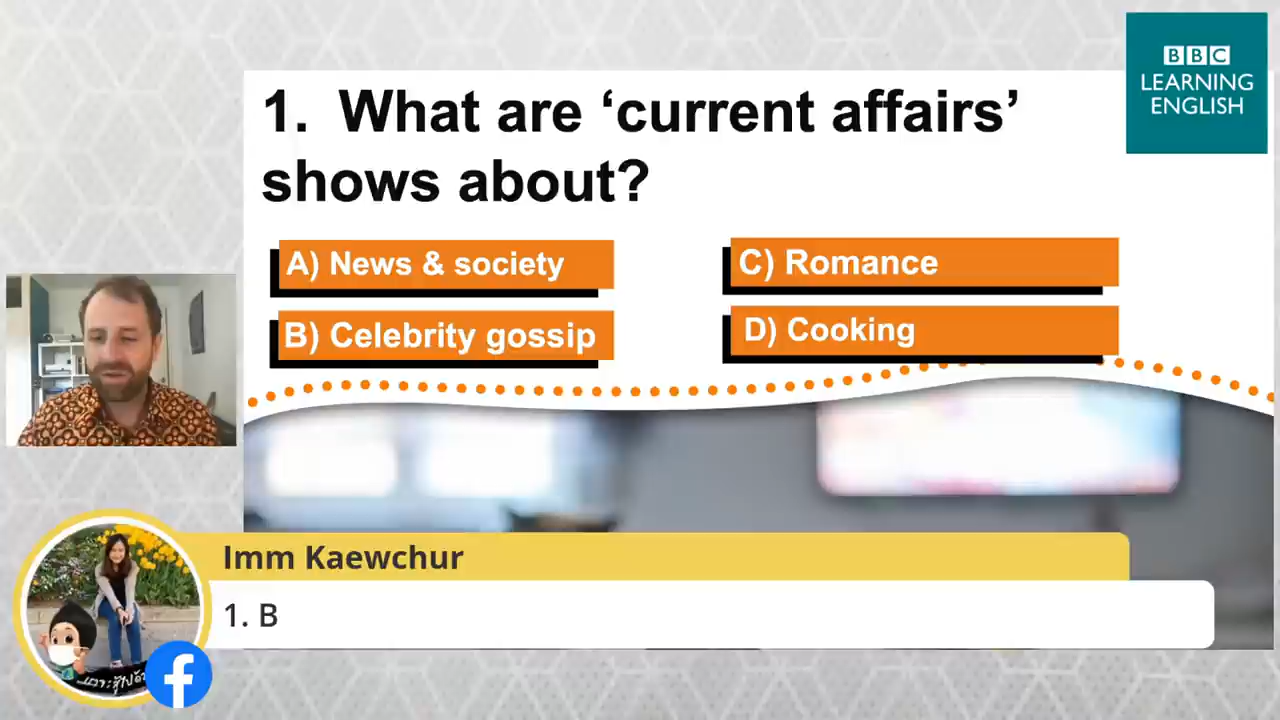 BBC
LEARNING
ENGLISH
1. What are ‘current affairs’
shows about?
A) News & society
C) Romance
B) Celebrity gossip
D) Cooking
Imm Kaewchur
1. B